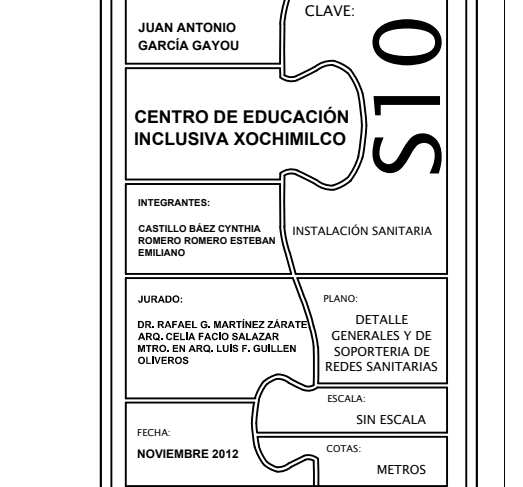 JUAN ANTONIO
GARCÍA GAYOU
CLAVE:
S10
CENTRO DE EDUCACIÓN
INCLUSIVA XOCHIMILCO
INTEGRANTES:
CASTILLO BÁEZ CYNTHIA
ROMERO ROMERO ESTEBAN
EMILIANO
INSTALACIÓN SANITARIA
JURADO:
DR. RAFAEL G. MARTÍNEZ ZÁRATE
ARQ. CELIA FACIO SALAZAR
MTRO. EN ARQ. LUIS F. GUILLEN
OLIVEROS
PLANO:
DETALLE
GENERALES Y DE
SOPORTERIA DE
REDES SANITARIAS
ESCALA:
SIN ESCALA
FECHA:
NOVIEMBRE 2012
COTAS:
METROS